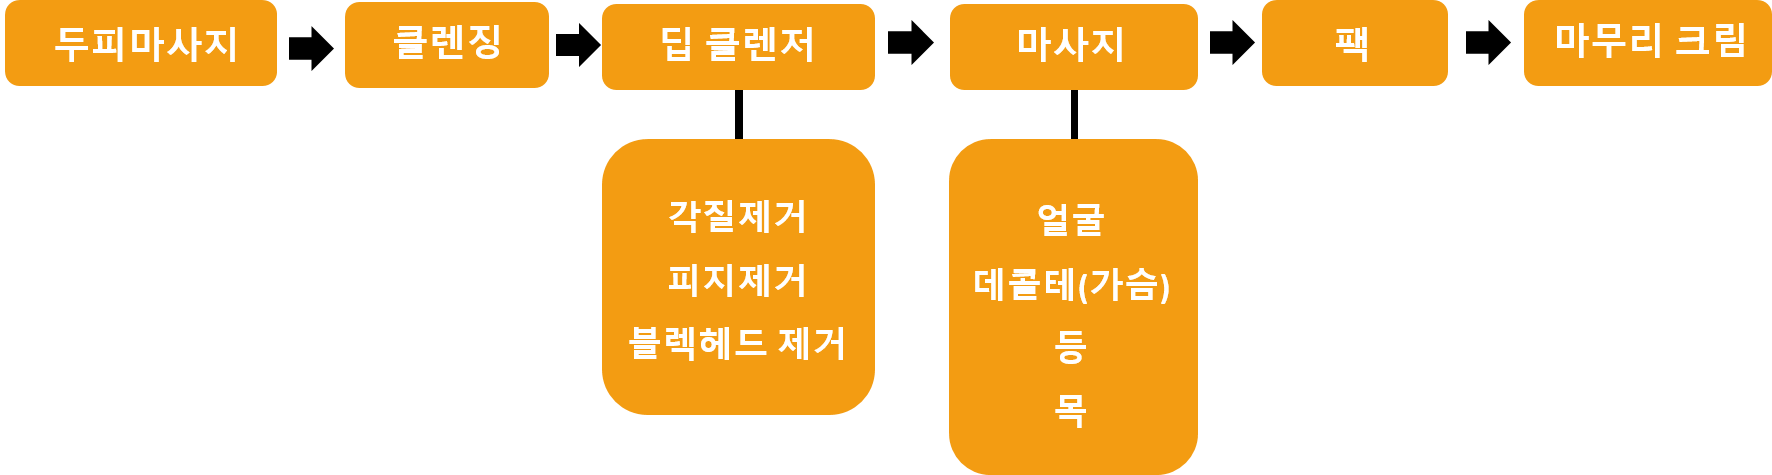 두피마사지
클렌징
딥 클렌저
마사지
팩
마무리 크림
각질제거
피지제거
블렉헤드 제거
얼굴
데콜테(가슴)
등
목